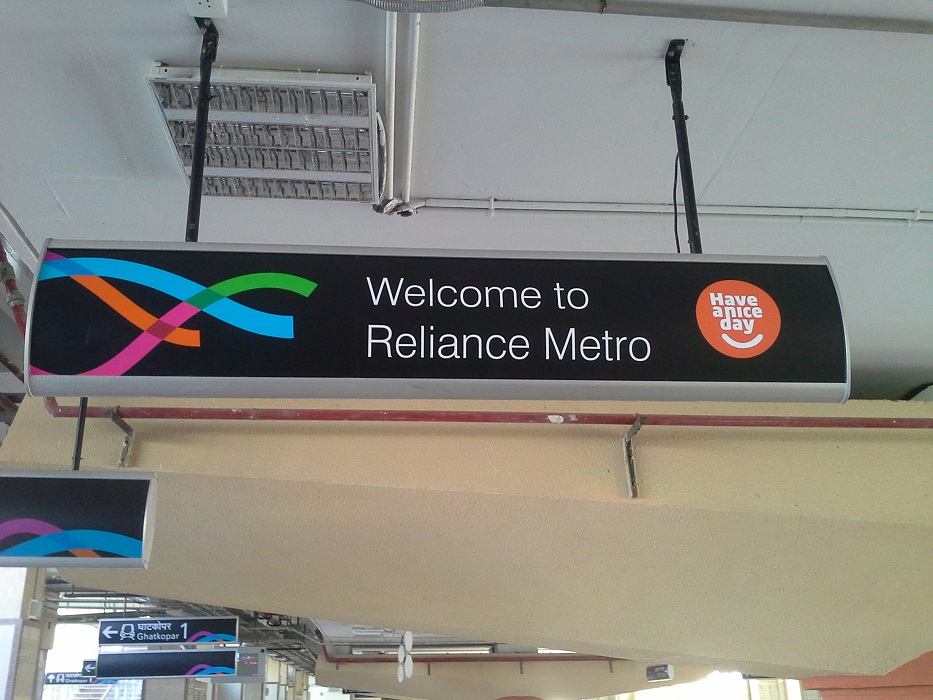 Welcome to
Reliance Metro
Have
a nice
day
घाटकोपर
Ghatkopar
1